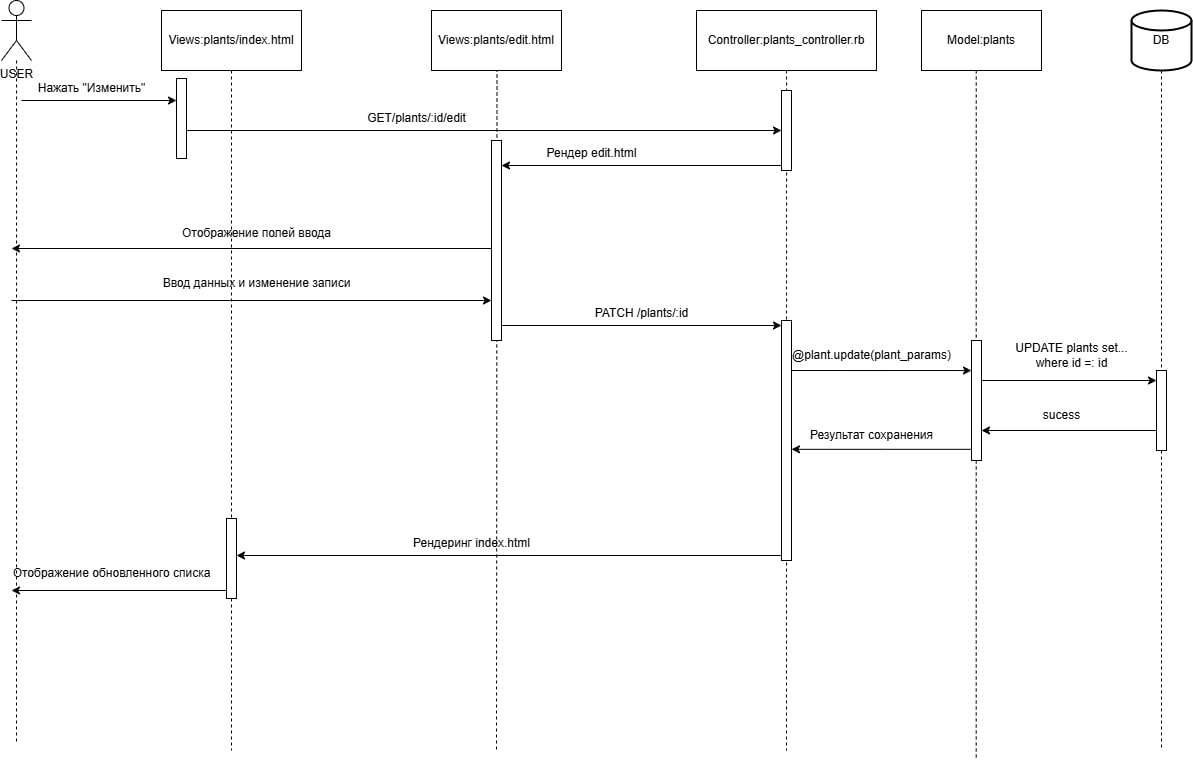 USER
Views:plants/index.html
Views:plants/edit.html
Controller:plants_controller.rb
Model:plants
DB
Нажать "Изменить"
GET/plants/:id/edit
Рендер edit.html
Отображение полей ввода
Ввод данных и изменение записи
PATCH /plants/:id
@plant.update(plant_params)
UPDATE plants set...
where id =: id
sucess
Результат сохранения
Рендеринг index.html
Отображение обновленного списка